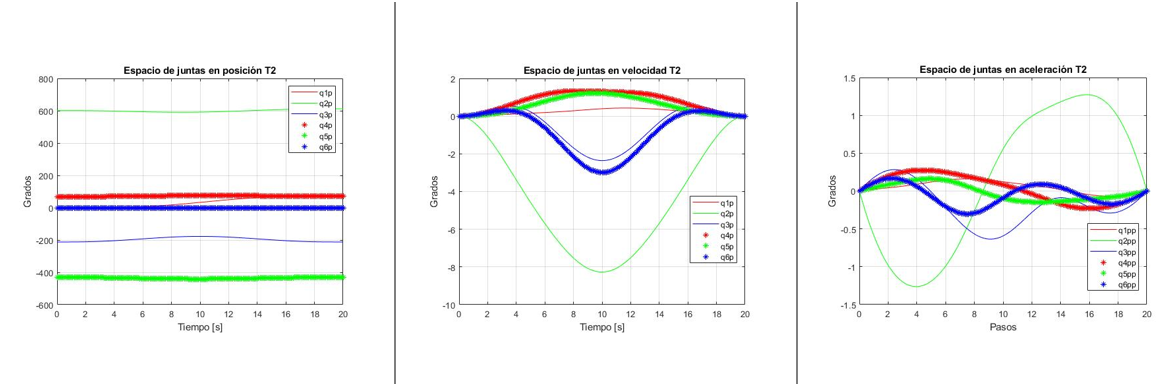 Espacio de juntas en posición T2
800
600
400
200
0
-200
-400
-600
Grados
0 2 4 6 8 10 12 14 16 18 20
Tiempo [s]
q1p
q2p
q3p
q4p
q5p
q6p
Espacio de juntas en velocidad T2
2
0
-2
-4
-6
-8
-10
Grados
0 2 4 6 8 10 12 14 16 18 20
Tiempo [s]
q1p
q2p
q3p
q4p
q5p
q6p
Espacio de juntas en aceleración T2
1.5
1
0.5
0
-0.5
-1
-1.5
Grados
0 2 4 6 8 10 12 14 16 18 20
Pasos
q1pp
q2pp
q3pp
q4pp
q5pp
q6pp